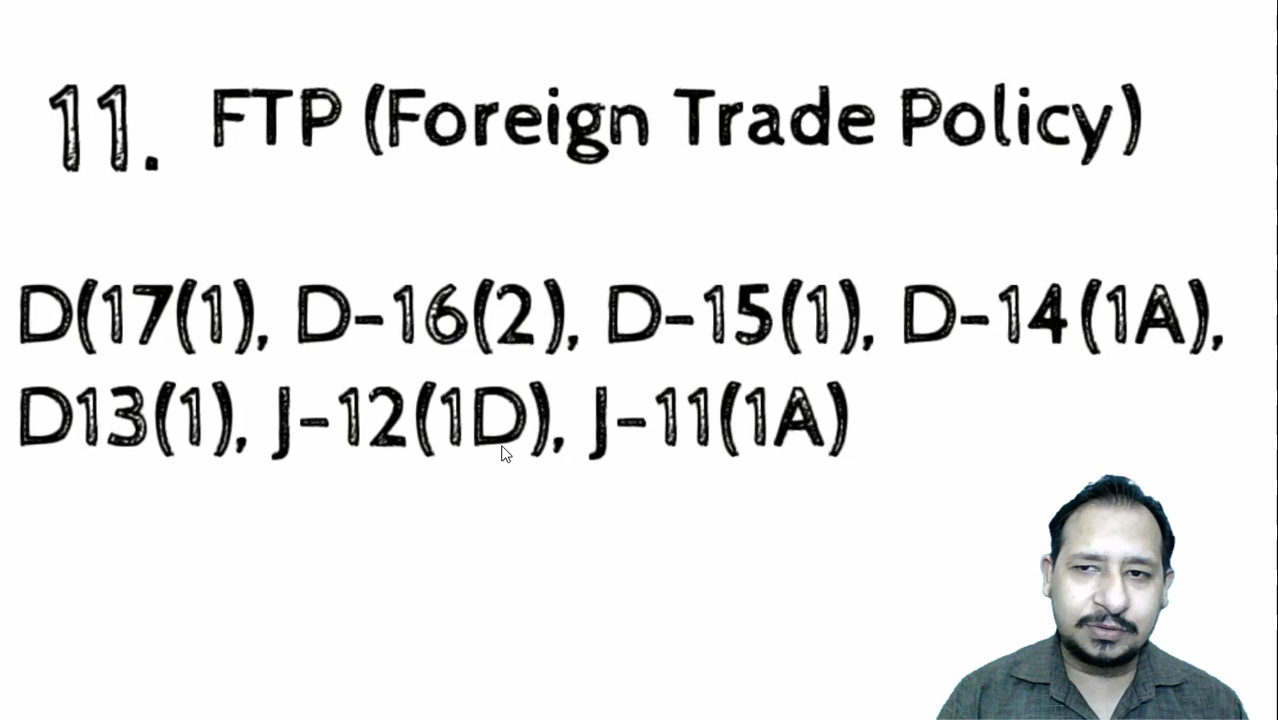 11. FTP (Foreign Trade Policy)
D(17(1), D-16(2), D-15(1), D-14(1A),
D13(1), J-12(1D), J-11(1A)